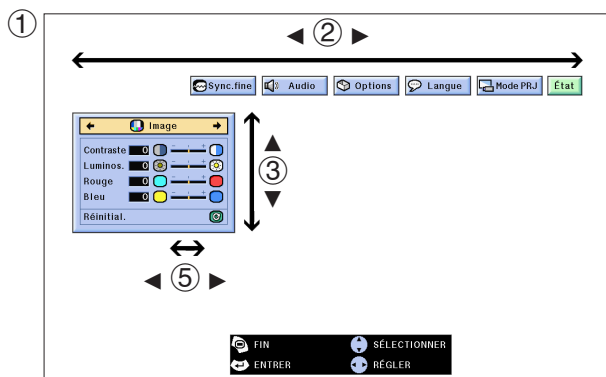 ①
◀ ② ▶
Sync.fine Audio Options Langue Mode PRJ État
Image
Contraste 0 - +
Luminos. 0 - +
Rouge 0 - +
Bleu 0 - +
Réinitial.
▲
③
▼
◀ ⑤ ▶
FIN SÉLECTIONNER
ENTRER RÉGLER